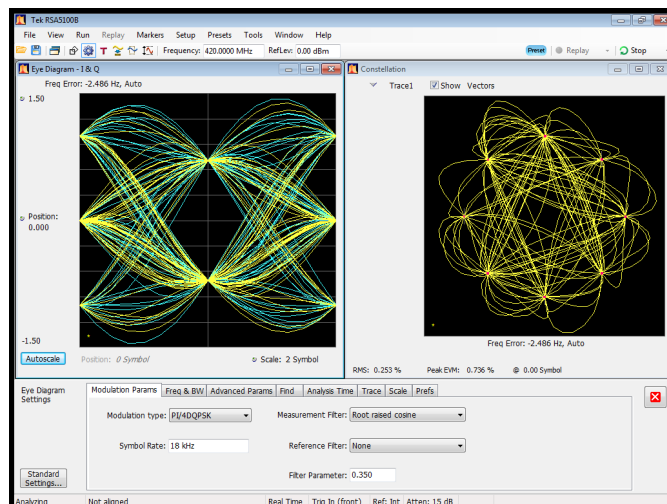 Tek RSA5100B
File View Run Replay Markers Setup Presets Tools Window Help
T Frequency: 420.0000 MHz RefLev: 0.00 dBm Preset Replay Stop
Eye Diagram - I & Q
Freq Error: -2.486 Hz, Auto
1.50
Position:
0.000
-1.50
Autoscale Position: 0 Symbol Scale: 2 Symbol
Constellation
Trace1 Show Vectors
Freq Error: -2.486 Hz, Auto
RMS: 0.253 % Peak EVM: 0.736 % @ 0.00 Symbol
Eye Diagram
Settings
Modulation Params Freq & BW Advanced Params Find Analysis Time Trace Scale Prefs
Modulation type: PI/4DQPSK Measurement Filter: Root raised cosine
Symbol Rate: 18 kHz Reference Filter: None
Filter Parameter: 0.350
Standard
Settings...
Analyzing Not aligned Real Time Trig In (front) Ref: Int Atten: 15 dB